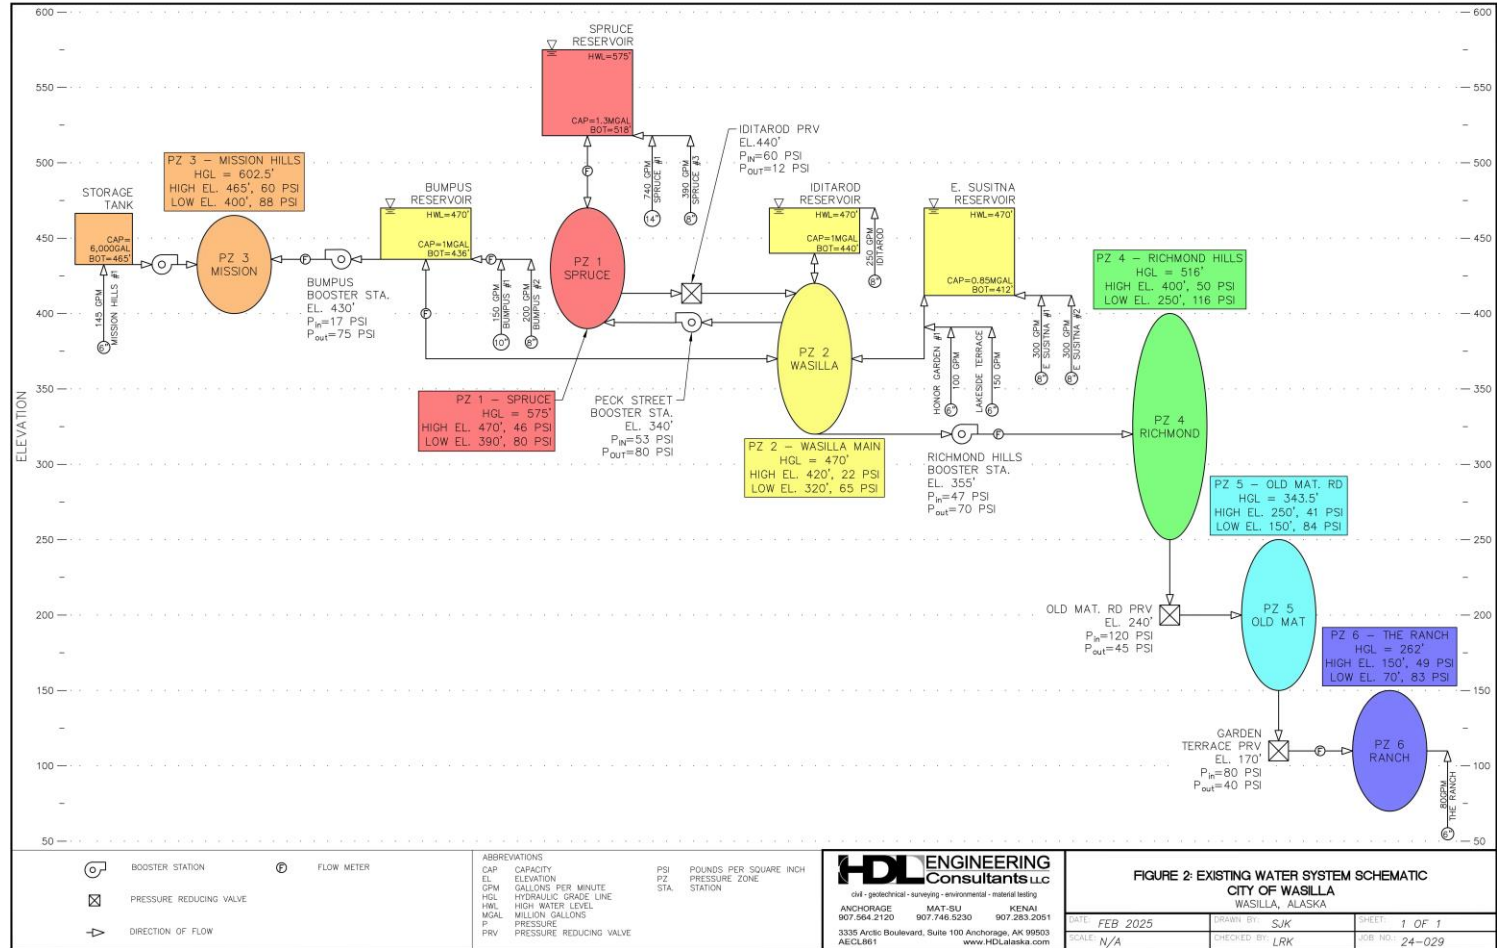 600
550
500
450
400
350
300
250
200
150
100
50
ELEVATION
600
550
500
450
400
350
300
250
200
150
100
50
SPRUCE
RESERVOIR
HWL=575'
CAP=1.3MGAL
BOT=518'
PZ 3 - MISSION HILLS
HGL = 602.5'
HIGH EL. 465', 60 PSI
LOW EL. 400', 88 PSI
STORAGE
TANK
CAP=
6,000GAL
BOT=465'
145 GPM
MISSION HILLS #1
6"
PZ 3
MISSION
F
BUMPUS
BOOSTER STA.
EL. 430'
Pin=17 PSI
Pout=75 PSI
BUMPUS
RESERVOIR
HWL=470'
CAP=1MGAL
BOT=436'
F
F
150 GPM
BUMPUS #1
10"
200 GPM
BUMPUS #2
8"
F
740 GPM
SPRUCE #1
14"
390 GPM
SPRUCE #3
8"
PZ 1
SPRUCE
IDITAROD PRV
EL.440'
PIN=60 PSI
POUT=12 PSI
PZ 1 - SPRUCE
HGL = 575'
HIGH EL. 470', 46 PSI
LOW EL. 390', 80 PSI
PECK STREET
BOOSTER STA.
EL. 340'
PIN=53 PSI
POUT=80 PSI
IDITAROD
RESERVOIR
HWL=470'
CAP=1MGAL
BOT=440'
250 GPM
IDITAROD
8"
PZ 2
WASILLA
PZ 2 - WASILLA MAIN
HGL = 470'
HIGH EL. 420', 22 PSI
LOW EL. 320', 65 PSI
E. SUSITNA
RESERVOIR
HWL=470'
CAP=0.85MGAL
BOT=412'
HONOR GARDEN #1
100 GPM
6"
LAKESIDE TERRACE
150 GPM
6"
300 GPM
E SUSITNA #1
8"
300 GPM
E SUSITNA #2
8"
F
RICHMOND HILLS
BOOSTER STA.
EL. 355'
Pin=47 PSI
Pout=70 PSI
PZ 4 - RICHMOND HILLS
HGL = 516'
HIGH EL. 400', 50 PSI
LOW EL. 250', 116 PSI
PZ 4
RICHMOND
PZ 5 - OLD MAT. RD
HGL = 343.5'
HIGH EL. 250', 41 PSI
LOW EL. 150', 84 PSI
OLD MAT. RD PRV
EL. 240'
Pin=120 PSI
Pout=45 PSI
PZ 5
OLD MAT
PZ 6 - THE RANCH
HGL = 262'
HIGH EL. 150', 49 PSI
LOW EL. 70', 83 PSI
GARDEN
TERRACE PRV
EL. 170'
Pin=80 PSI
Pout=40 PSI
F
PZ 6
RANCH
80GPM
THE RANCH
6"
BOOSTER STATION
F FLOW METER
PRESSURE REDUCING VALVE
DIRECTION OF FLOW
ABBREVIATIONS
CAP CAPACITY
EL ELEVATION
GPM GALLONS PER MINUTE
HGL HYDRAULIC GRADE LINE
HWL HIGH WATER LEVEL
MGAL MILLION GALLONS
P PRESSURE
PRV PRESSURE REDUCING VALVE
PSI POUNDS PER SQUARE INCH
PZ PRESSURE ZONE
STA. STATION
HDL ENGINEERING
Consultants LLC
civil - geotechnical - surveying - environmental - material testing
ANCHORAGE MAT-SU KENAI
907.564.2120 907.746.5230 907.283.2051
3335 Arctic Boulevard, Suite 100 Anchorage, AK 99503
AECL861 www.HDLalaska.com
FIGURE 2: EXISTING WATER SYSTEM SCHEMATIC
CITY OF WASILLA
WASILLA, ALASKA
DATE: FEB 2025 DRAWN BY: SJK SHEET: 1 OF 1
SCALE: N/A CHECKED BY: LRK JOB NO.: 24-029